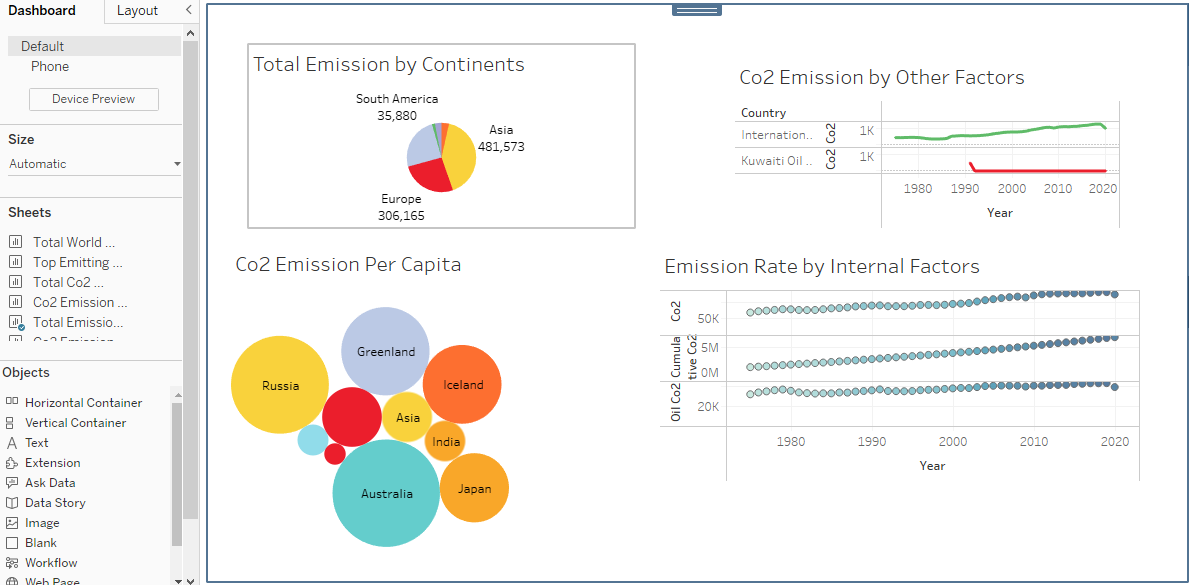 Dashboard
Layout
Default
Phone
Device Preview
Size
Automatic
Sheets
Total World ...
Top Emitting ...
Total Co2 ...
Co2 Emission ...
Total Emissio...
Co2 Emission
Objects
Horizontal Container
Vertical Container
Text
Extension
Ask Data
Data Story
Image
Blank
Workflow
Web Page
Total Emission by Continents
South America
35,880
Asia
481,573
Europe
306,165
Co2 Emission by Other Factors
Country
Internation..
Co2
1K
Kuwaiti Oil ..
Co2
1K
1980 1990 2000 2010 2020
Year
Co2 Emission Per Capita
Greenland
Russia
Iceland
Asia
India
Australia
Japan
Emission Rate by Internal Factors
Co2
50K
Cumula
tive Co2
5M
0M
Oil Co2
20K
1980 1990 2000 2010 2020
Year